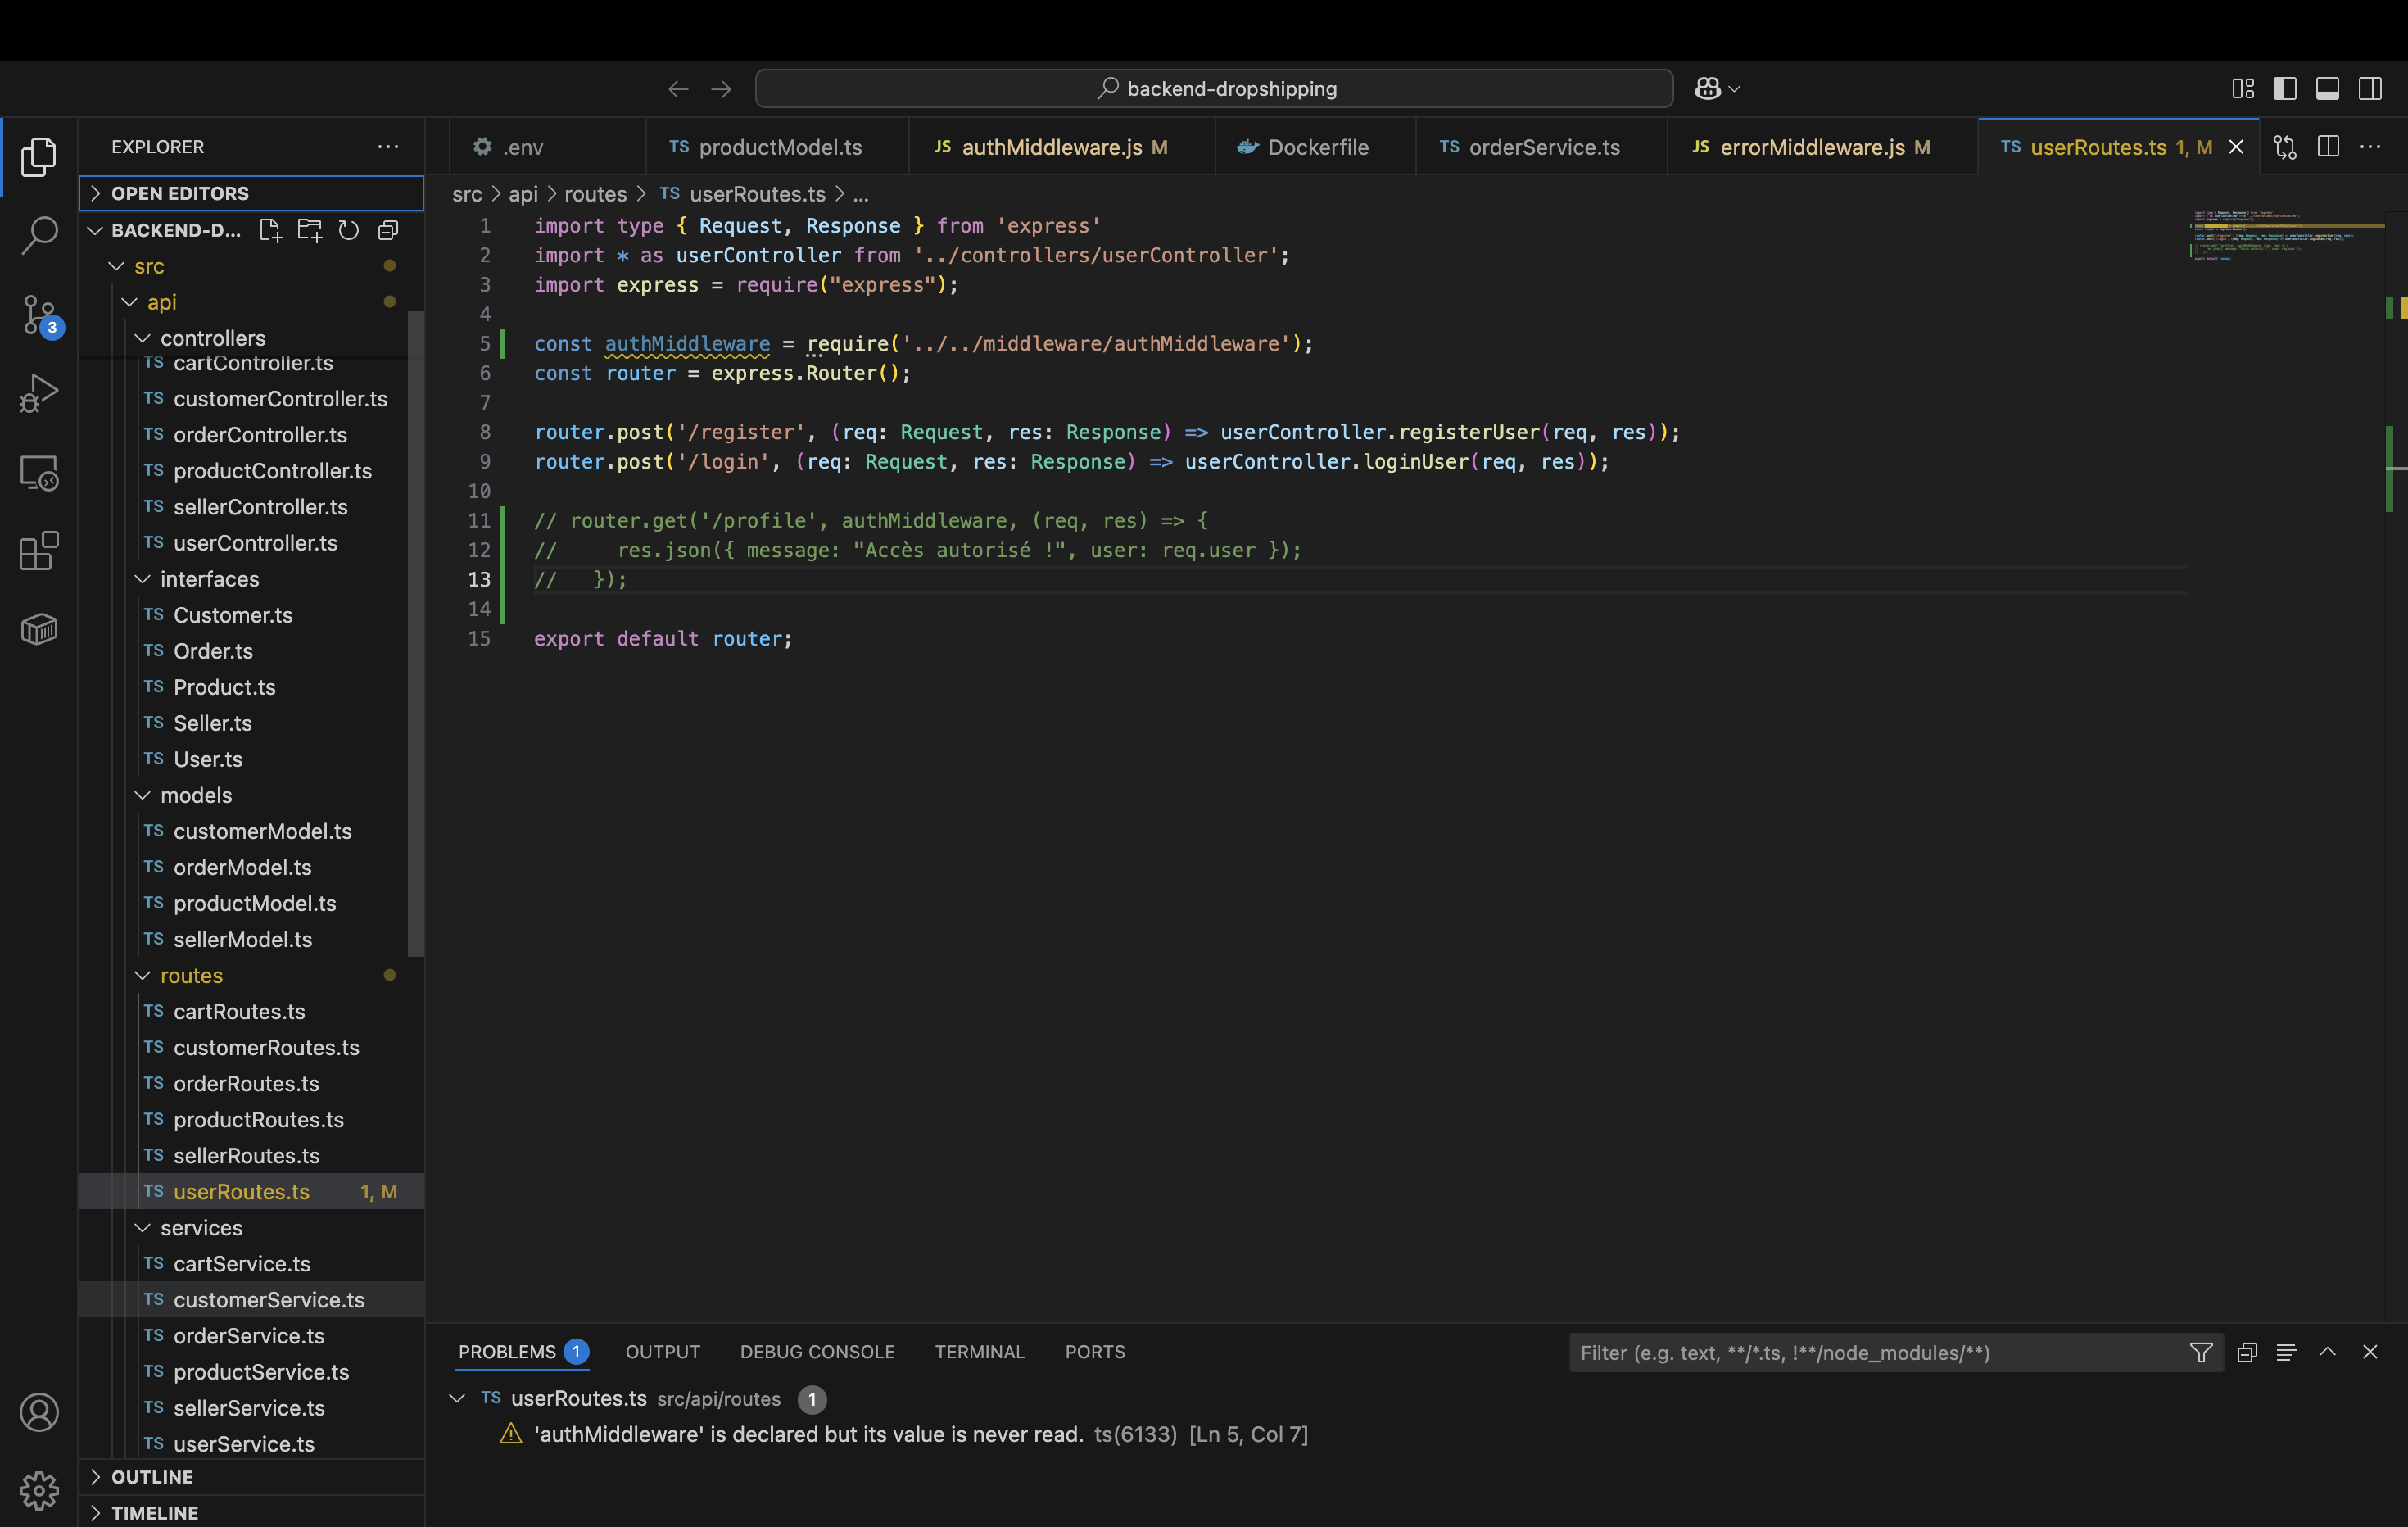 backend-dropshipping
EXPLORER
OPEN EDITORS
BACKEND-D...
src
api
controllers
TS cartController.ts
TS customerController.ts
TS orderController.ts
TS productController.ts
TS sellerController.ts
TS userController.ts
interfaces
TS Customer.ts
TS Order.ts
TS Product.ts
TS Seller.ts
TS User.ts
models
TS customerModel.ts
TS orderModel.ts
TS productModel.ts
TS sellerModel.ts
routes
TS cartRoutes.ts
TS customerRoutes.ts
TS orderRoutes.ts
TS productRoutes.ts
TS sellerRoutes.ts
TS userRoutes.ts 1, M
services
TS cartService.ts
TS customerService.ts
TS orderService.ts
TS productService.ts
TS sellerService.ts
TS userService.ts
OUTLINE
TIMELINE
3
.env TS productModel.ts JS authMiddleware.js M Dockerfile TS orderService.ts JS errorMiddleware.js M TS userRoutes.ts 1, M
src > api > routes > TS userRoutes.ts > ...
1 import type { Request, Response } from 'express'
2 import * as userController from '../controllers/userController';
3 import express = require("express");
4
5 const authMiddleware = require('../../middleware/authMiddleware');
6 const router = express.Router();
7
8 router.post('/register', (req: Request, res: Response) => userController.registerUser(req, res));
9 router.post('/login', (req: Request, res: Response) => userController.loginUser(req, res));
10
11 // router.get('/profile', authMiddleware, (req, res) => {
12 //     res.json({ message: "Accès autorisé !", user: req.user });
13 //   });
14
15 export default router;
PROBLEMS 1 OUTPUT DEBUG CONSOLE TERMINAL PORTS
Filter (e.g. text, **/*.ts, !**/node_modules/**)
TS userRoutes.ts src/api/routes 1
'authMiddleware' is declared but its value is never read. ts(6133) [Ln 5, Col 7]